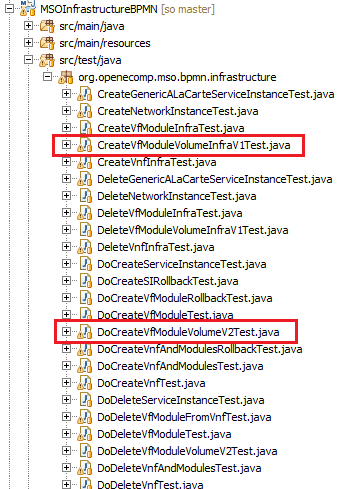 MSOInfrastructureBPMN [so master]
src/main/java
src/main/resources
src/test/java
org.openecomp.mso.bpmn.infrastructure
CreateGenericALaCarteServiceInstanceTest.java
CreateNetworkInstanceTest.java
CreateVfModuleInfraTest.java
CreateVfModuleVolumeInfraV1Test.java
CreateVnfInfraTest.java
DeleteGenericALaCarteServiceInstanceTest.java
DeleteNetworkInstanceTest.java
DeleteVfModuleInfraTest.java
DeleteVfModuleVolumeInfraV1Test.java
DeleteVnfInfraTest.java
DoCreateServiceInstanceTest.java
DoCreateSIRollbackTest.java
DoCreateVfModuleRollbackTest.java
DoCreateVfModuleTest.java
DoCreateVfModuleVolumeV2Test.java
DoCreateVnfAndModulesRollbackTest.java
DoCreateVnfAndModulesTest.java
DoCreateVnfTest.java
DoDeleteServiceInstanceTest.java
DoDeleteVfModuleFromVnfTest.java
DoDeleteVfModuleTest.java
DoDeleteVfModuleVolumeV2Test.java
DoDeleteVnfAndModulesTest.java
DoDeleteVnfTest.java